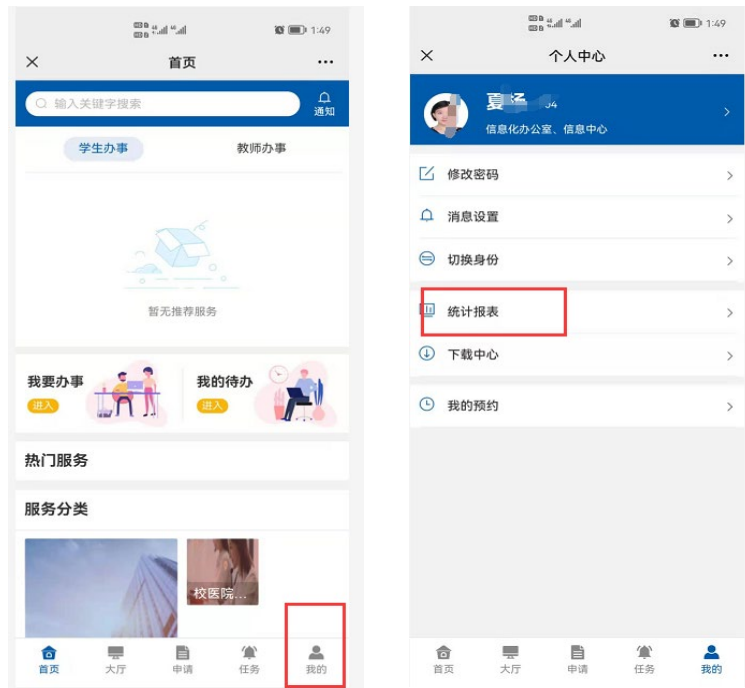 1:49
首页
输入关键字搜索
通知
学生办事
教师办事
暂无推荐服务
我要办事
进入
我的待办
进入
热门服务
服务分类
校医院...
首页
大厅
申请
任务
我的
1:49
个人中心
夏
04
信息化办公室、信息中心
修改密码
消息设置
切换身份
统计报表
下载中心
我的预约
首页
大厅
申请
任务
我的